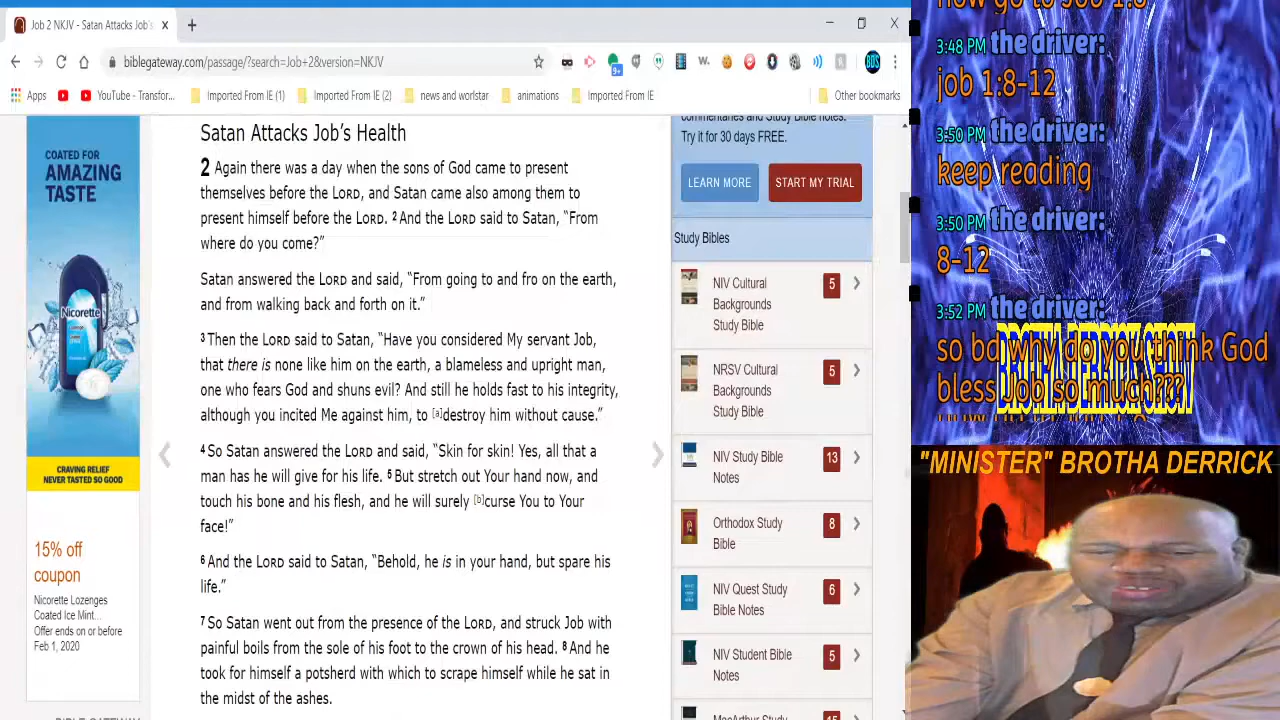 Job 2 NKJV - Satan Attacks Job's
biblegateway.com/passage/?search=Job+2&version=NKJV
9+
W.
BDS
Apps
YouTube - Transfor...
Imported From IE (1)
Imported From IE (2)
news and worlstar
animations
Imported From IE
Other bookmarks
COATED FOR
AMAZING
TASTE
Nicorette
CRAVING RELIEF
NEVER TASTED SO GOOD
15% off
coupon
Nicorette Lozenges
Coated Ice Mint...
Offer ends on or before
Feb 1, 2020
Satan Attacks Job's Health
2 Again there was a day when the sons of God came to present
themselves before the LORD, and Satan came also among them to
present himself before the LORD. 2 And the LORD said to Satan, “From
where do you come?”
Satan answered the LORD and said, “From going to and fro on the earth,
and from walking back and forth on it.”
3 Then the LORD said to Satan, “Have you considered My servant Job,
that there is none like him on the earth, a blameless and upright man,
one who fears God and shuns evil? And still he holds fast to his integrity,
although you incited Me against him, to [a]destroy him without cause.”
4 So Satan answered the LORD and said, “Skin for skin! Yes, all that a
man has he will give for his life. 5 But stretch out Your hand now, and
touch his bone and his flesh, and he will surely [b]curse You to Your
face!”
6 And the LORD said to Satan, “Behold, he is in your hand, but spare his
life.”
7 So Satan went out from the presence of the LORD, and struck Job with
painful boils from the sole of his foot to the crown of his head. 8 And he
took for himself a potsherd with which to scrape himself while he sat in
the midst of the ashes.
commentaries and Study Bible notes.
Try it for 30 days FREE.
LEARN MORE
START MY TRIAL
Study Bibles
NIV Cultural
Backgrounds
Study Bible
5
NRSV Cultural
Backgrounds
Study Bible
5
NIV Study Bible
Notes
13
Orthodox Study
Bible
8
NIV Quest Study
Bible Notes
6
NIV Student Bible
Notes
5
MacArthur Study
15
now go to Job 1:8
3:48 PM the driver:
job 1:8-12
3:50 PM the driver:
keep reading
3:50 PM the driver:
8-12
3:52 PM the driver:
so bd why do you think God
bless Job so much???
BROTHA DERRICK SHOW
"MINISTER" BROTHA DERRICK